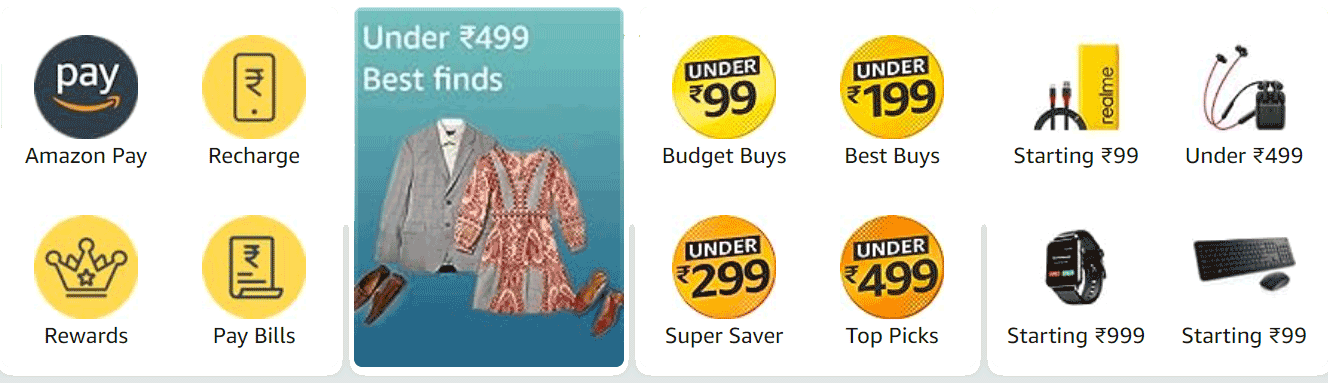 pay
Amazon Pay
₹
Recharge
Rewards
₹
Pay Bills
Under ₹499
Best finds
UNDER
₹99
Budget Buys
UNDER
₹199
Best Buys
UNDER
₹299
Super Saver
UNDER
₹499
Top Picks
realme
Starting ₹99
Under ₹499
Starting ₹999
Starting ₹99